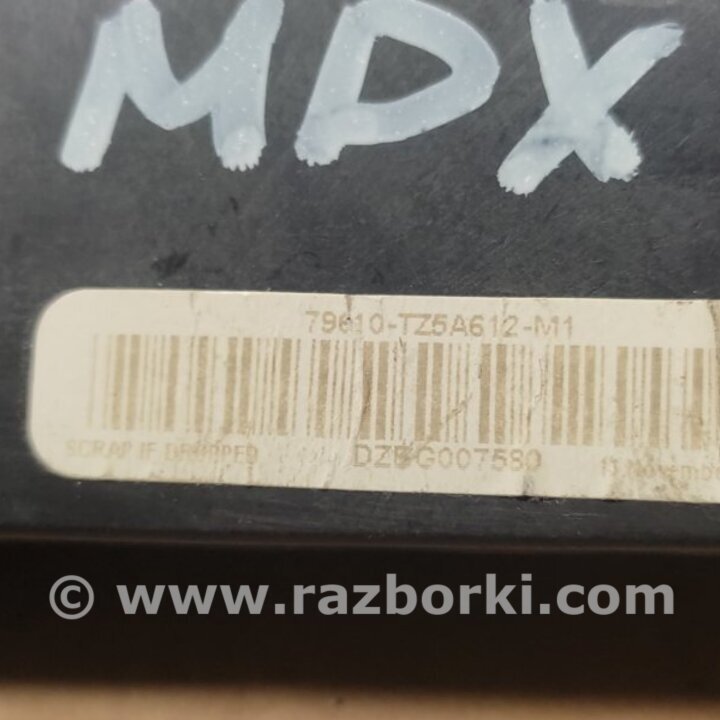 MDX
79610-TZ5A612-M1
SCRAP IF DROPPED
DZBG007580
© www.razborki.com